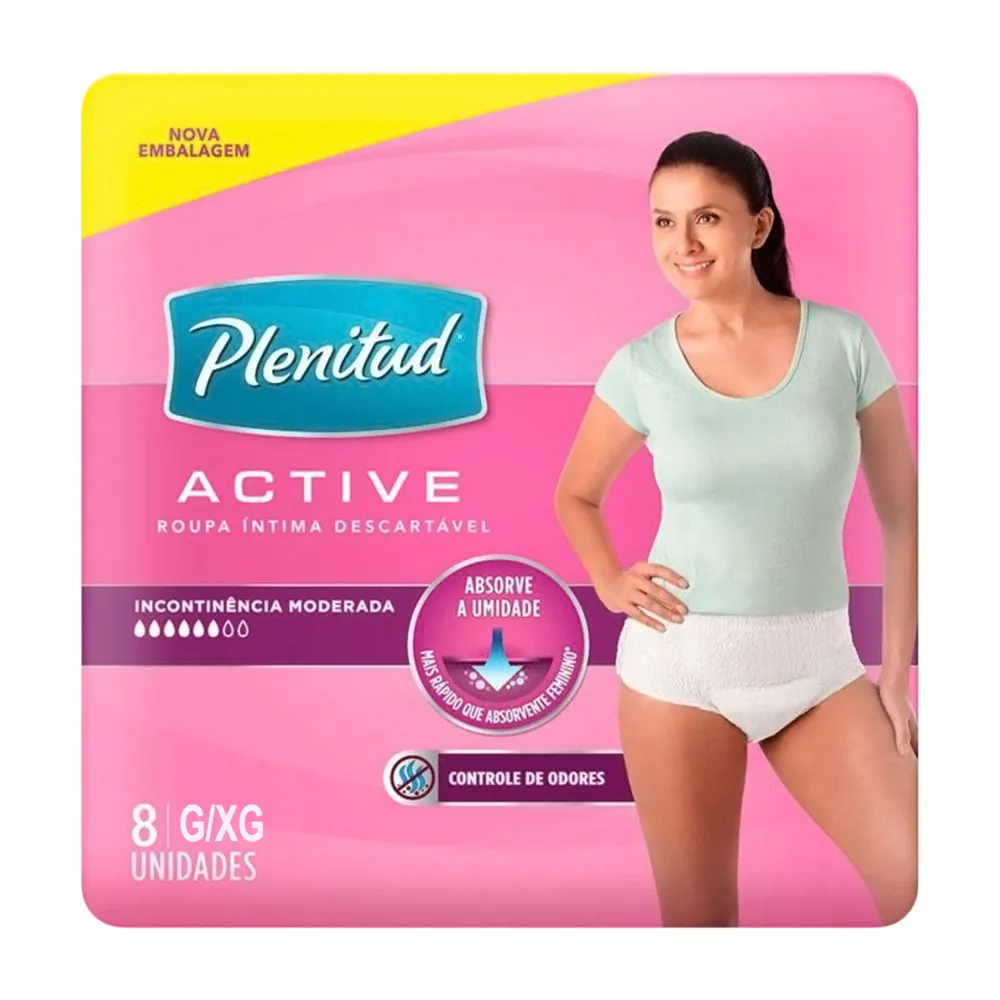 NOVA
EMBALAGEM
Plenitud®
ACTIVE
ROUPA ÍNTIMA DESCARTÁVEL
INCONTINÊNCIA MODERADA
ABSORVE
A UMIDADE
MAIS RÁPIDO QUE ABSORVENTE FEMININO*
CONTROLE DE ODORES
8 | G/XG
UNIDADES